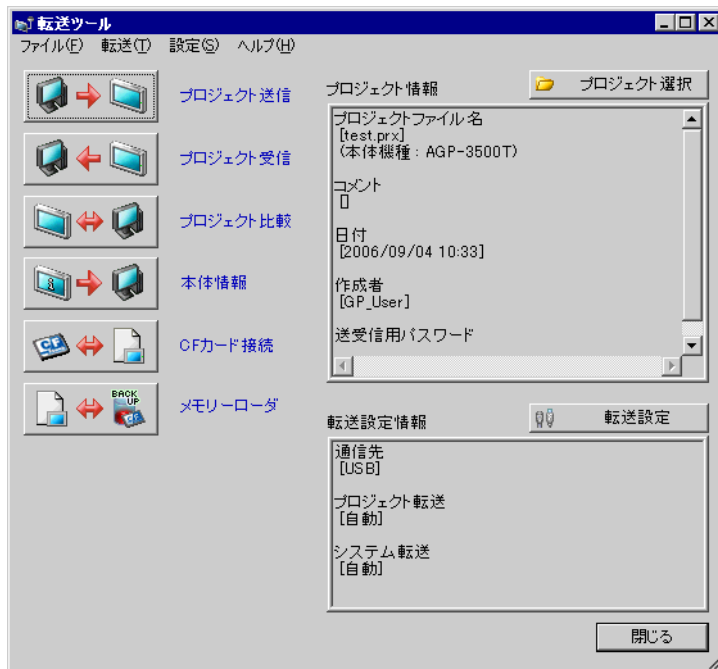 転送ツール
ファイル(F) 転送(T) 設定(S) ヘルプ(H)
プロジェクト送信
プロジェクト受信
プロジェクト比較
本体情報
CF
CFカード接続
BACK
UP
CF
メモリーローダ
プロジェクト情報
プロジェクト選択
プロジェクトファイル名
[test.prx]
(本体機種：AGP-3500T)
コメント
[]
日付
[2006/09/04 10:33]
作成者
[GP_User]
送受信用パスワード
転送設定情報
転送設定
通信先
[USB]
プロジェクト転送
[自動]
システム転送
[自動]
閉じる